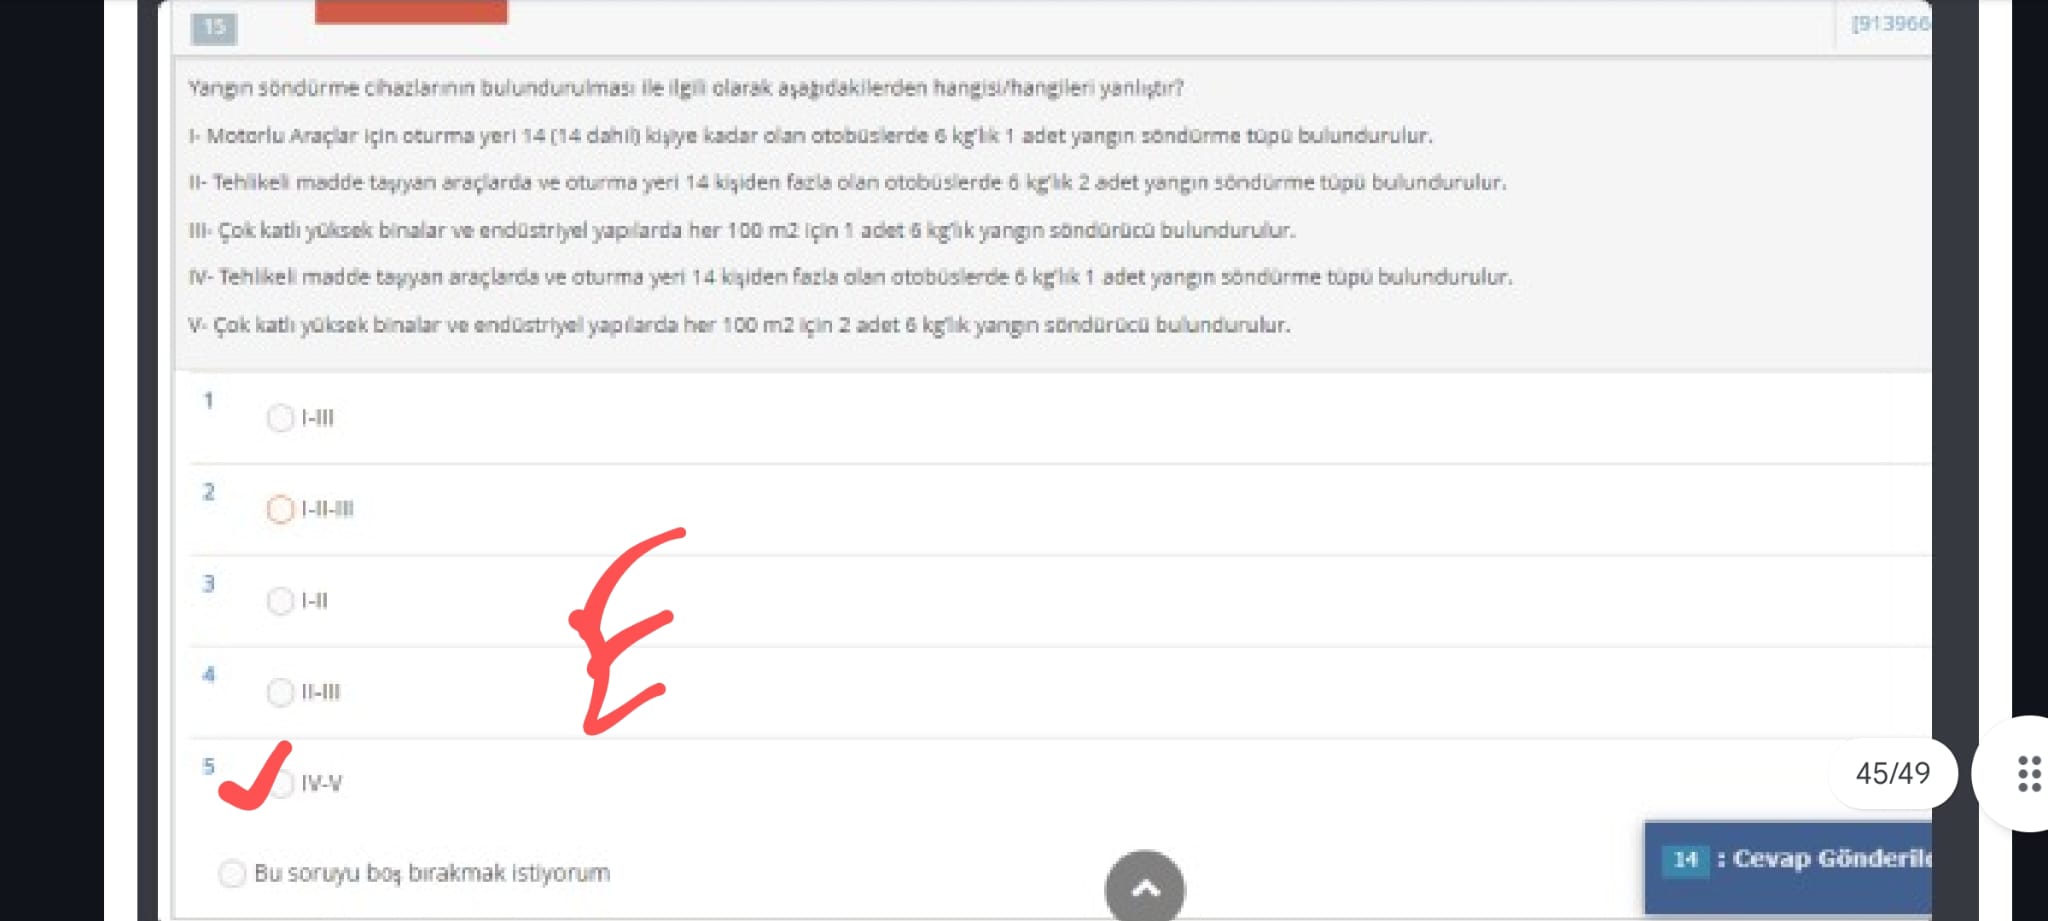 15
[913966
Yangın söndürme cihazlarının bulundurulması ile ilgili olarak aşağıdakilerden hangisi/hangileri yanlıştır?
I- Motorlu Araçlar için oturma yeri 14 (14 dahil) kişiye kadar olan otobüslerde 6 kg'lık 1 adet yangın söndürme tüpü bulundurulur.
II- Tehlikeli madde taşıyan araçlarda ve oturma yeri 14 kişiden fazla olan otobüslerde 6 kg'lık 2 adet yangın söndürme tüpü bulundurulur.
III- Çok katlı yüksek binalar ve endüstriyel yapılarda her 100 m2 için 1 adet 6 kg'lık yangın söndürücü bulundurulur.
IV- Tehlikeli madde taşıyan araçlarda ve oturma yeri 14 kişiden fazla olan otobüslerde 6 kg'lık 1 adet yangın söndürme tüpü bulundurulur.
V- Çok katlı yüksek binalar ve endüstriyel yapılarda her 100 m2 için 2 adet 6 kg'lık yangın söndürücü bulundurulur.
1 I-III
2 I-II-III
3 I-II
4 II-III
5 IV-V
45/49
14 : Cevap Gönderil
Bu soruyu boş bırakmak istiyorum